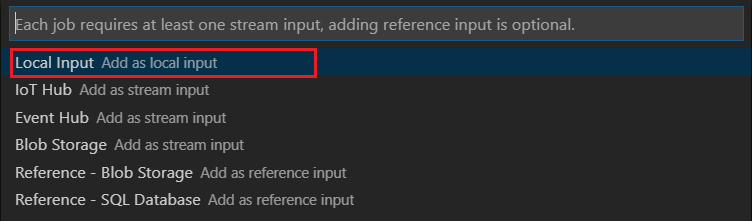 Each job requires at least one stream input, adding reference input is optional.
Local Input Add as local input
IoT Hub Add as stream input
Event Hub Add as stream input
Blob Storage Add as stream input
Reference - Blob Storage Add as reference input
Reference - SQL Database Add as reference input